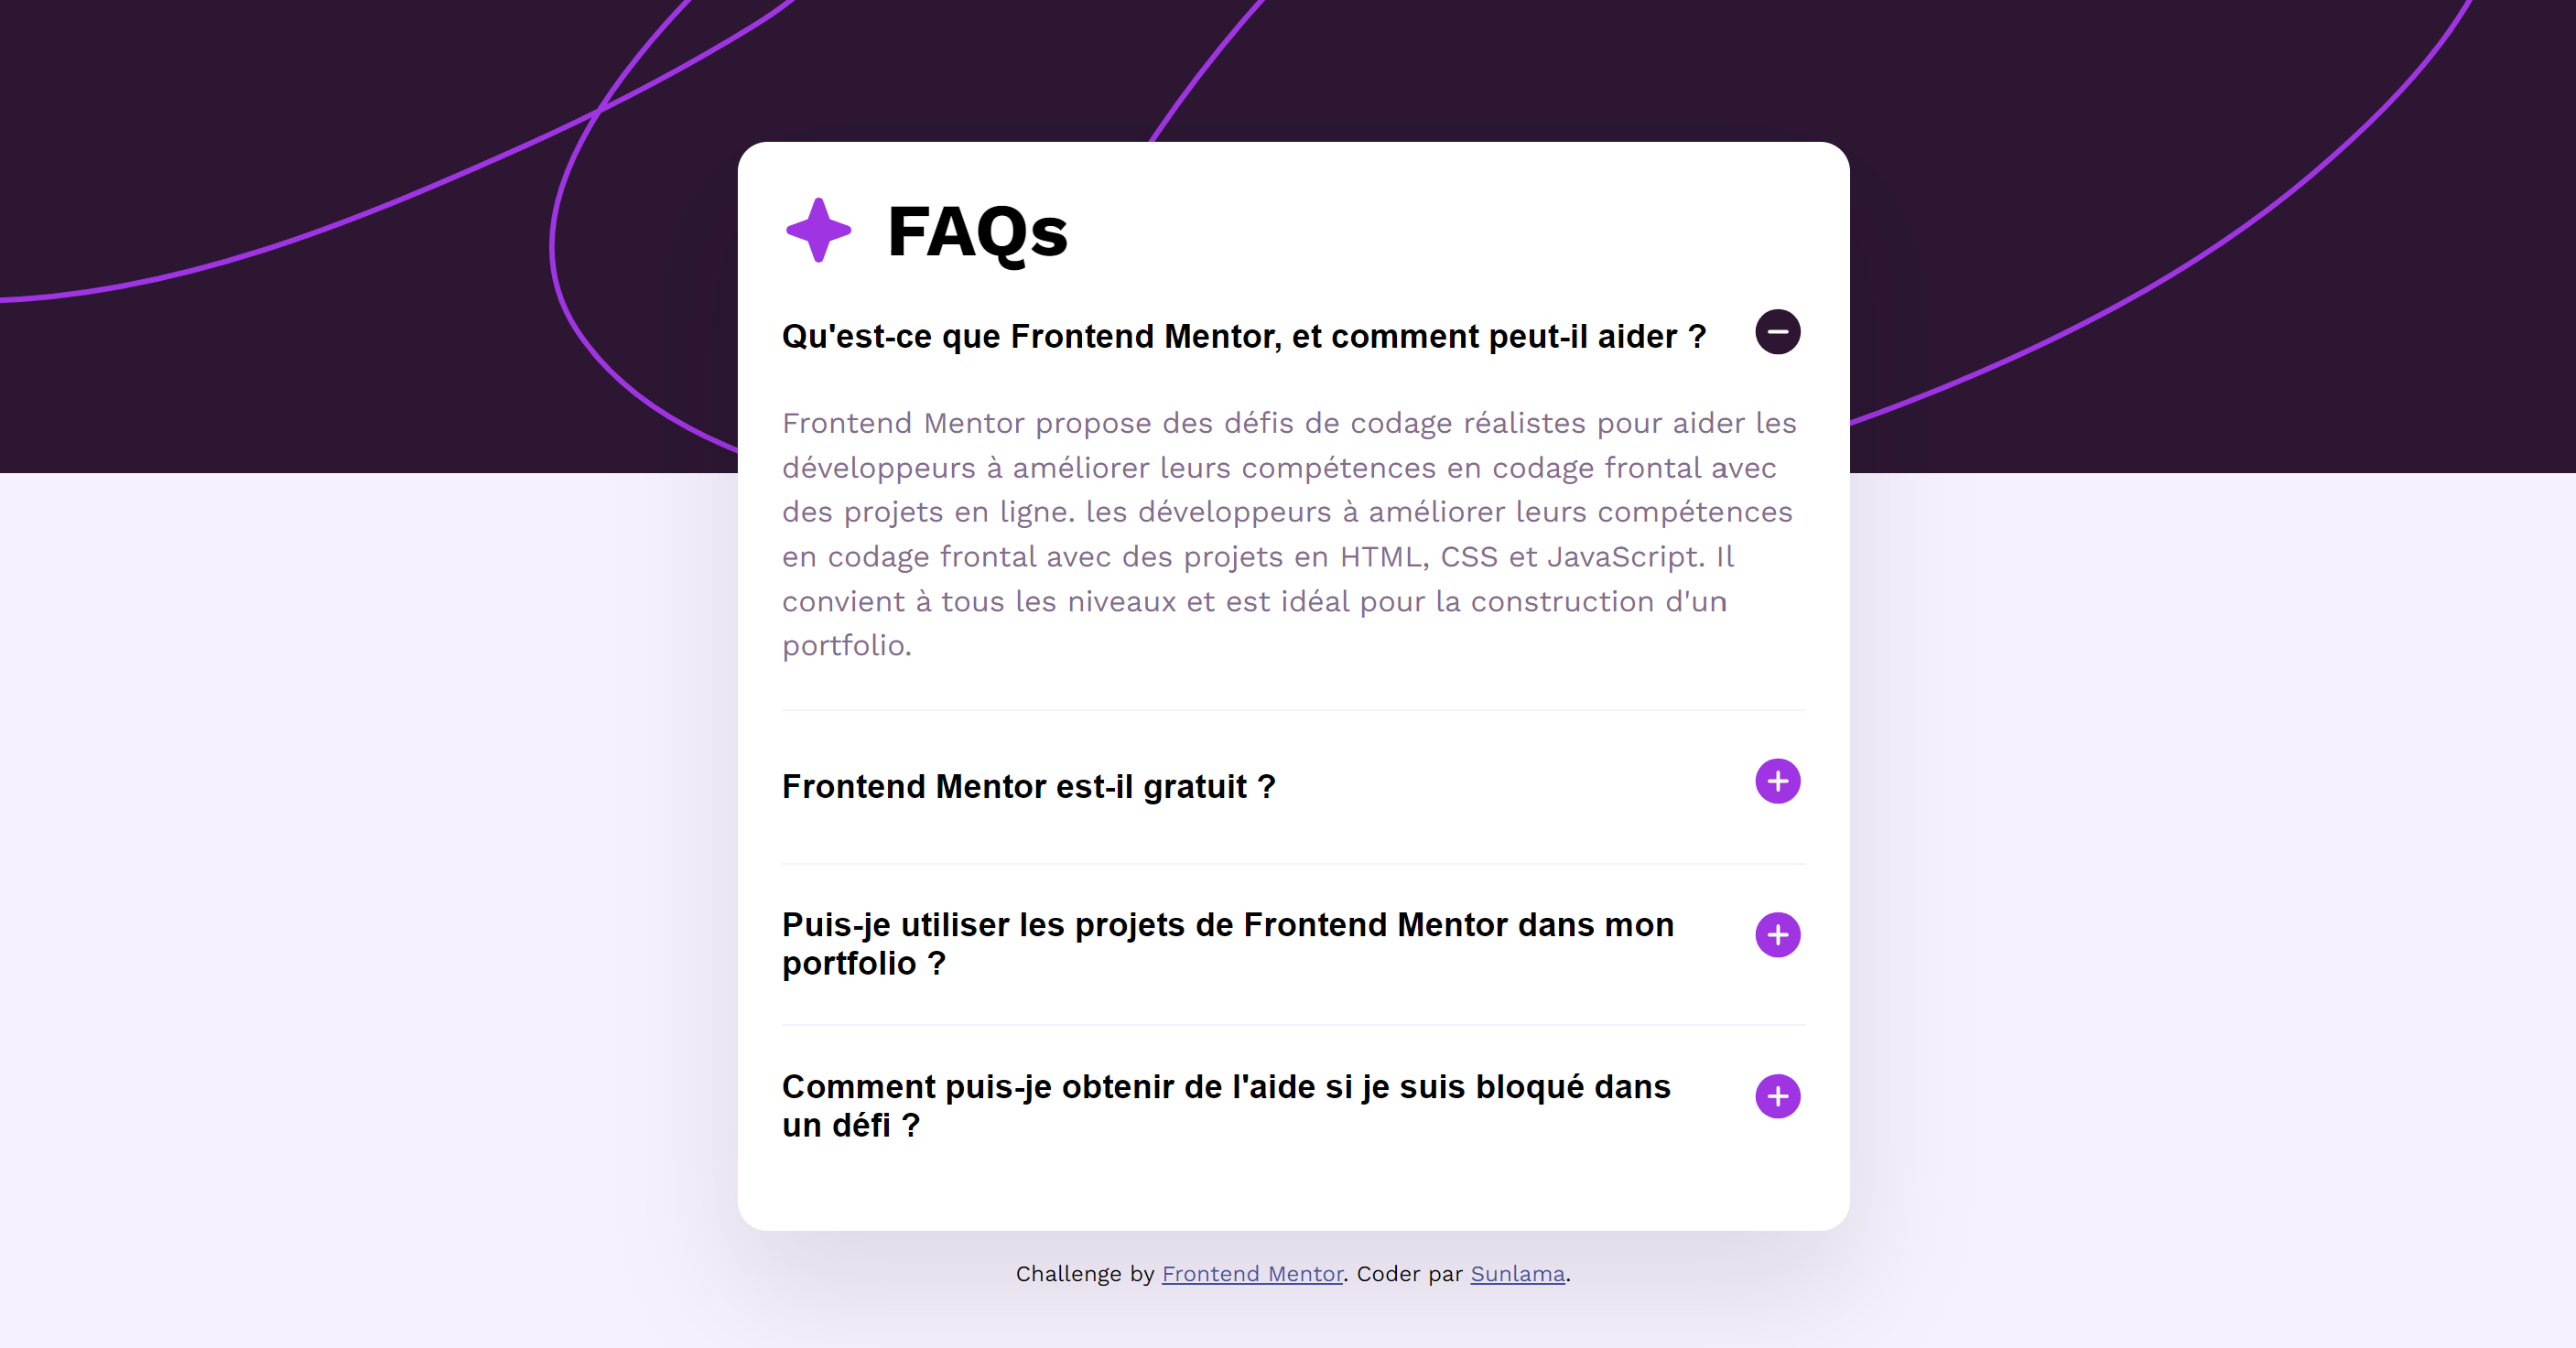 FAQs
Qu'est-ce que Frontend Mentor, et comment peut-il aider ?
Frontend Mentor propose des défis de codage réalistes pour aider les
développeurs à améliorer leurs compétences en codage frontal avec
des projets en ligne. les développeurs à améliorer leurs compétences
en codage frontal avec des projets en HTML, CSS et JavaScript. Il
convient à tous les niveaux et est idéal pour la construction d'un
portfolio.
Frontend Mentor est-il gratuit ?
Puis-je utiliser les projets de Frontend Mentor dans mon
portfolio ?
Comment puis-je obtenir de l'aide si je suis bloqué dans
un défi ?
Challenge by Frontend Mentor. Coder par Sunlama.